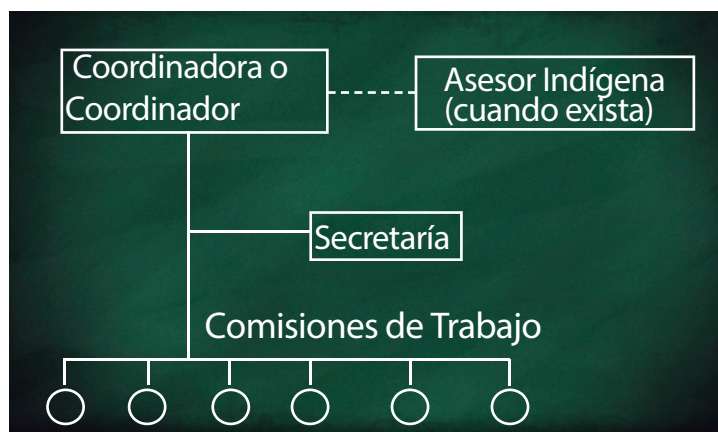 Coordinadora o
Coordinador
Asesor Indígena
(cuando exista)
Secretaría
Comisiones de Trabajo